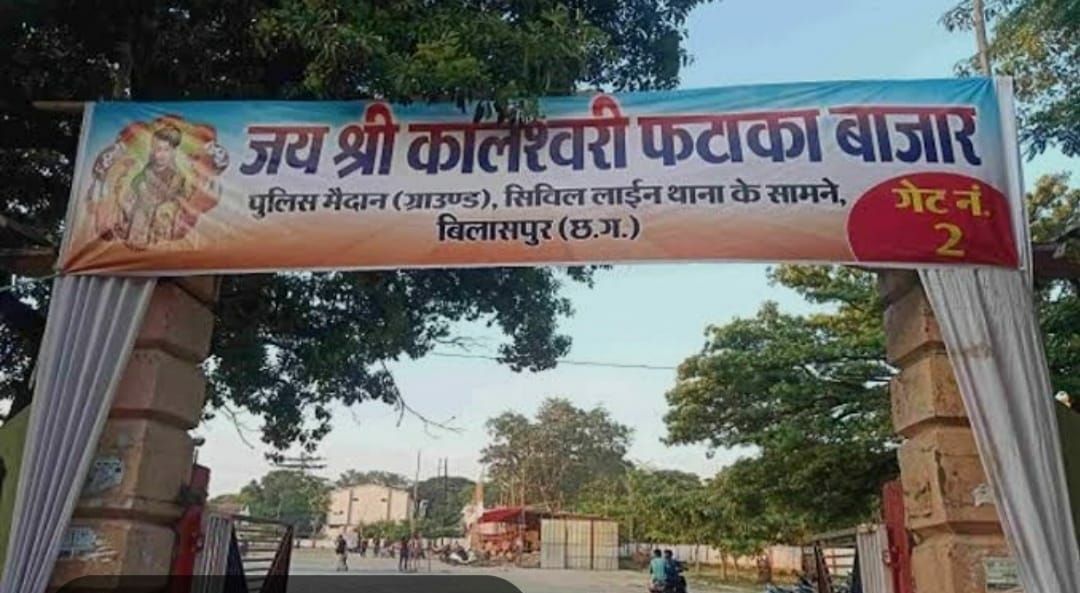 जय श्री कालेश्वरी फटाका बाजार
पुलिस मैदान (ग्राउण्ड), सिविल लाईन थाना के सामने,
बिलासपुर (छ.ग.)
गेट नं.
2